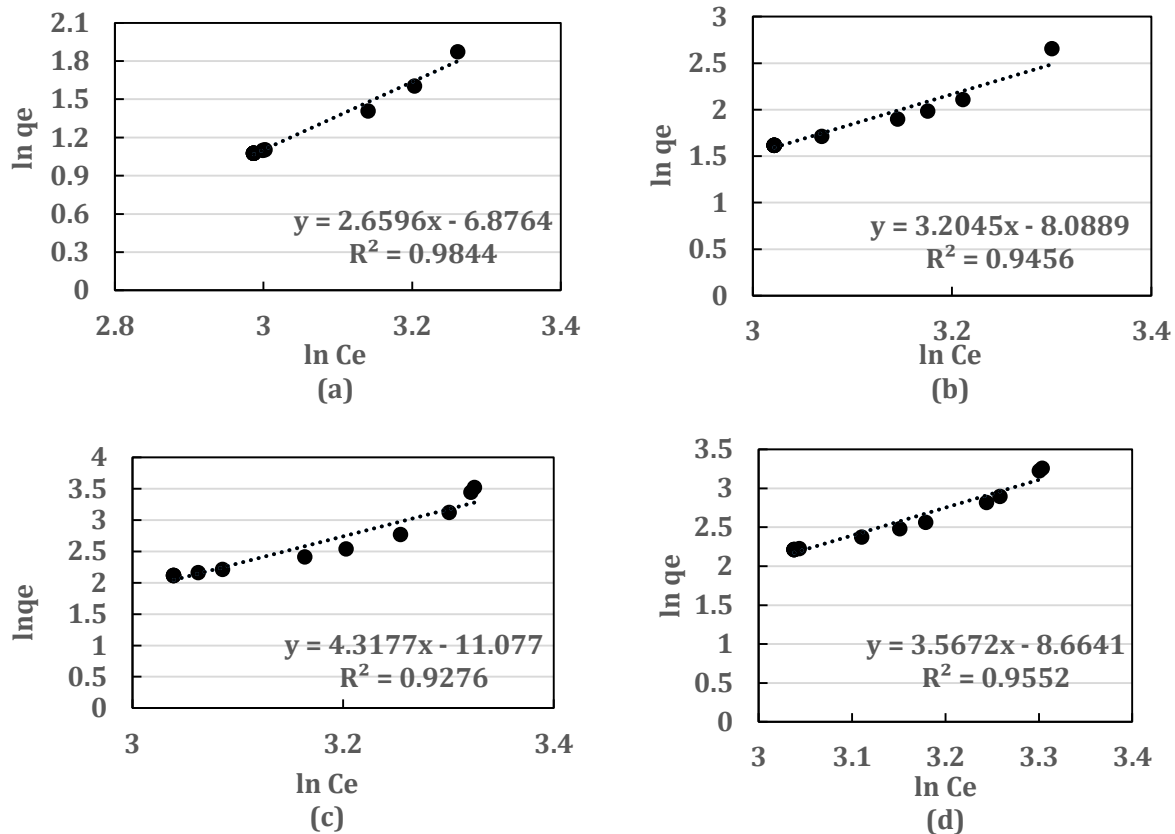 2.1
1.8
1.5
1.2
0.9
0.6
0.3
0
ln qe
y = 2.6596x - 6.8764
R² = 0.9844
2.8
3
3.2
3.4
ln Ce
(a)
3
2.5
2
1.5
1
0.5
0
ln qe
y = 3.2045x - 8.0889
R² = 0.9456
3
3.2
3.4
ln Ce
(b)
4
3.5
3
2.5
2
1.5
1
0.5
0
lnqe
y = 4.3177x - 11.077
R² = 0.9276
3
3.2
3.4
ln Ce
(c)
3.5
3
2.5
2
1.5
1
0.5
0
ln qe
y = 3.5672x - 8.6641
R² = 0.9552
3
3.1
3.2
3.3
3.4
ln Ce
(d)